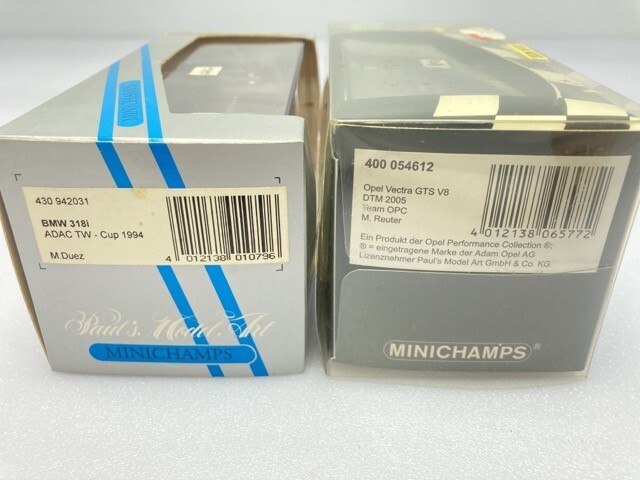 MINICHAMPS
430 942031
BMW 318i
ADAC TW - Cup 1994
M.Duez
4 012138 010796
Paul's Model Art
MINICHAMPS
400 054612
Opel Vectra GTS V8
DTM 2005
Team OPC
M. Reuter
4 012138 065772
Ein Produkt der Opel Performance Collection ®;
® = eingetragene Marke der Adam Opel AG
Lizenznehmer Paul's Model Art GmbH & Co. KG
MINICHAMPS®